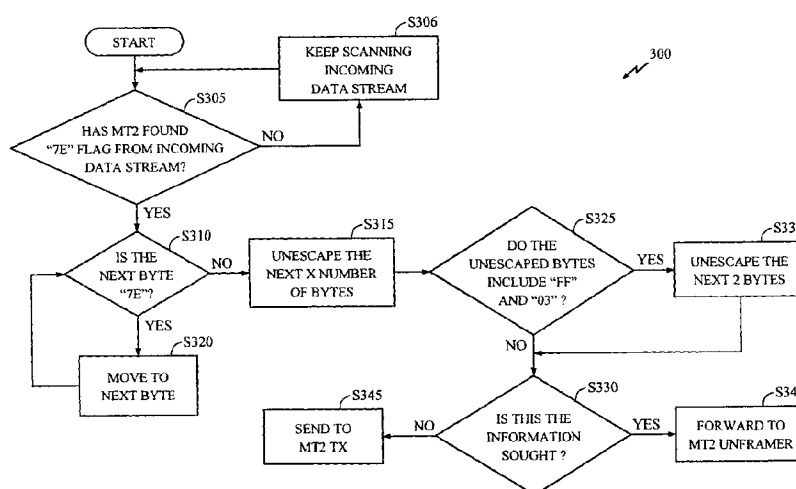 START
S306
KEEP SCANNING
INCOMING
DATA STREAM
300
S305
HAS MT2 FOUND
"7E" FLAG FROM INCOMING
DATA STREAM?
NO
YES
S310
IS THE
NEXT BYTE
"7E"?
NO
YES
S315
UNESCAPE THE
NEXT X NUMBER
OF BYTES
S325
DO THE
UNESCAPED BYTES
INCLUDE "FF"
AND "03" ?
YES
NO
S33
UNESCAPE THE
NEXT 2 BYTES
S320
MOVE TO
NEXT BYTE
S330
IS THIS THE
INFORMATION
SOUGHT ?
NO
YES
S345
SEND TO
MT2 TX
S34
FORWARD TO
MT2 UNFRAMER